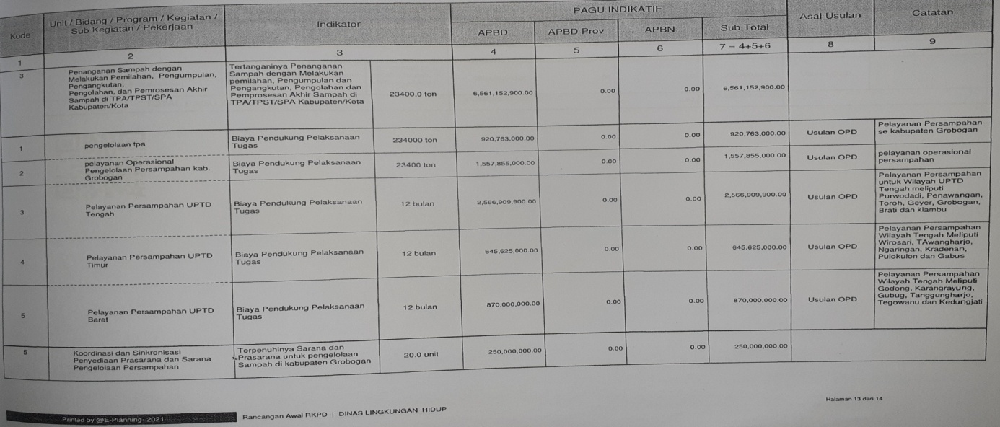 Kode
Unit / Bidang / Program / Kegiatan /
Sub Kegiatan / Pekerjaan
Indikator
PAGU INDIKATIF
APBD
APBD Prov
APBN
Sub Total
Asal Usulan
Catatan
1
2
3
4
5
6
7 = 4+5+6
8
9
3
Penanganan Sampah dengan
Melakukan Pemilahan, Pengumpulan,
Pengangkutan,
Pengolahan, dan Pemrosesan Akhir
Sampah di TPA/TPST/SPA
Kabupaten/Kota
Tertanganinya Penanganan
Sampah dengan Melakukan
pemilahan, Pengumpulan dan
Pengangkutan, Pengolahan dan
Pemprosesan Akhir Sampah di
TPA/TPST/SPA Kabupaten/Kota
23400.0 ton
6,561,152,900.00
0.00
0.00
6,561,152,900.00
1
pengelolaan tpa
Biaya Pendukung Pelaksanaan
Tugas
234000 ton
920,763,000.00
0.00
0.00
920,763,000.00
Usulan OPD
Pelayanan Persampahan
se kabupaten Grobogan
2
pelayanan Operasional
Pengelolaan Persampahan kab.
Grobogan
Biaya Pendukung Pelaksanaan
Tugas
23400 ton
1,557,855,000.00
0.00
0.00
1,557,855,000.00
Usulan OPD
pelayanan operasional
persampahan
3
Pelayanan Persampahan UPTD
Tengah
Biaya Pendukung Pelaksanaan
Tugas
12 bulan
2,566,909,900.00
0.00
0.00
2,566,909,900.00
Usulan OPD
Pelayanan Persampahan
untuk Wilayah UPTD
Tengah meliputi
Purwodadi, Penawangan,
Toroh, Geyer, Grobogan,
Brati dan klambu
4
Pelayanan Persampahan UPTD
Timur
Biaya Pendukung Pelaksanaan
Tugas
12 bulan
645,625,000.00
0.00
0.00
645,625,000.00
Usulan OPD
Pelayanan Persampahan
Wilayah Tengah Meliputi
Wirosari, TAwangharjo,
Ngaringan, Kradenan,
Pulokulon dan Gabus
5
Pelayanan Persampahan UPTD
Barat
Biaya Pendukung Pelaksanaan
Tugas
12 bulan
870,000,000.00
0.00
0.00
870,000,000.00
Usulan OPD
Pelayanan Persampahan
Wilayah Tengah Meliputi
Godong, Karangrayung,
Gubug, Tanggungharjo,
Tegowanu dan Kedungjati
5
Koordinasi dan Sinkronisasi
Penyediaan Prasarana dan Sarana
Pengelolaan Persampahan
Terpenuhinya Sarana dan
Prasarana untuk pengelolaan
Sampah di kabupaten Grobogan
20.0 unit
250,000,000.00
0.00
0.00
250,000,000.00
Halaman 13 dari 14
Printed by @E-Planning- 2021
Rancangan Awal RKPD | DINAS LINGKUNGAN HIDUP